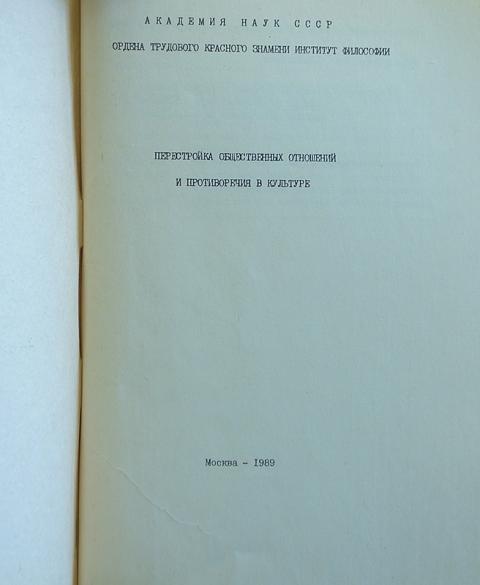 АКАДЕМИЯ НАУК СССР
ОРДЕНА ТРУДОВОГО КРАСНОГО ЗНАМЕНИ ИНСТИТУТ ФИЛОСОФИИ
ПЕРЕСТРОЙКА ОБЩЕСТВЕННЫХ ОТНОШЕНИЙ
И ПРОТИВОРЕЧИЯ В КУЛЬТУРЕ
Москва - 1989